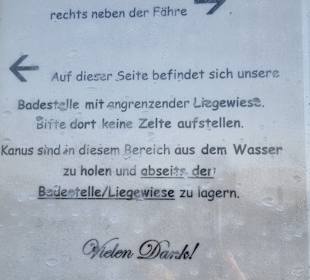 rechts neben der Fähre →
← Auf dieser Seite befindet sich unsere
Badestelle mit angrenzender Liegewiese.
Bitte dort keine Zelte aufstellen.
Kanus sind in diesem Bereich aus dem Wasser
zu holen und abseits der
Badestelle/Liegewiese zu lagern.
Vielen Dank!